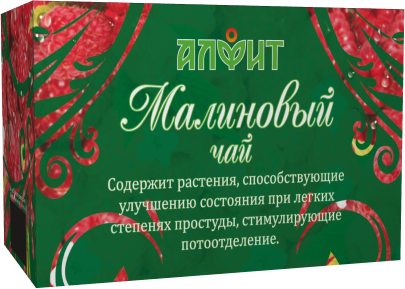 АЛФИТ
Малиновый
чай
Содержит растения, способствующие
улучшению состояния при легких
степенях простуды, стимулирующие
потоотделение.